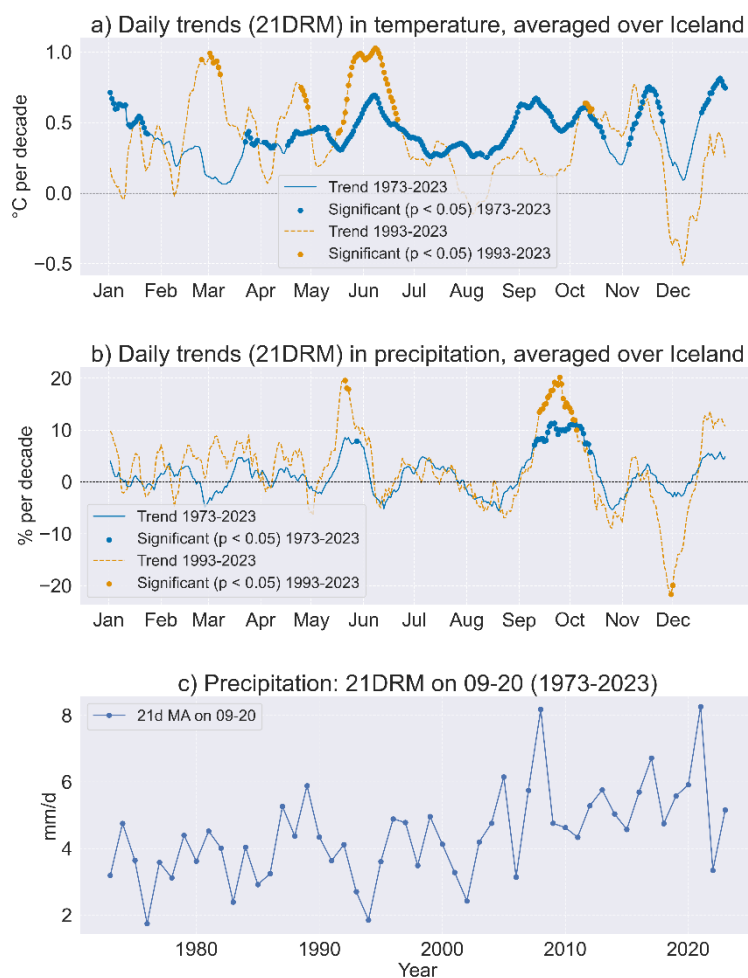 a) Daily trends (21DRM) in temperature, averaged over Iceland
°C per decade
1.0
0.5
0.0
−0.5
Trend 1973-2023
Significant (p < 0.05) 1973-2023
Trend 1993-2023
Significant (p < 0.05) 1993-2023
Jan Feb Mar Apr May Jun Jul Aug Sep Oct Nov Dec
b) Daily trends (21DRM) in precipitation, averaged over Iceland
% per decade
20
10
0
−10
−20
Trend 1973-2023
Significant (p < 0.05) 1973-2023
Trend 1993-2023
Significant (p < 0.05) 1993-2023
Jan Feb Mar Apr May Jun Jul Aug Sep Oct Nov Dec
c) Precipitation: 21DRM on 09-20 (1973-2023)
mm/d
8
6
4
2
21d MA on 09-20
1980 1990 2000 2010 2020
Year